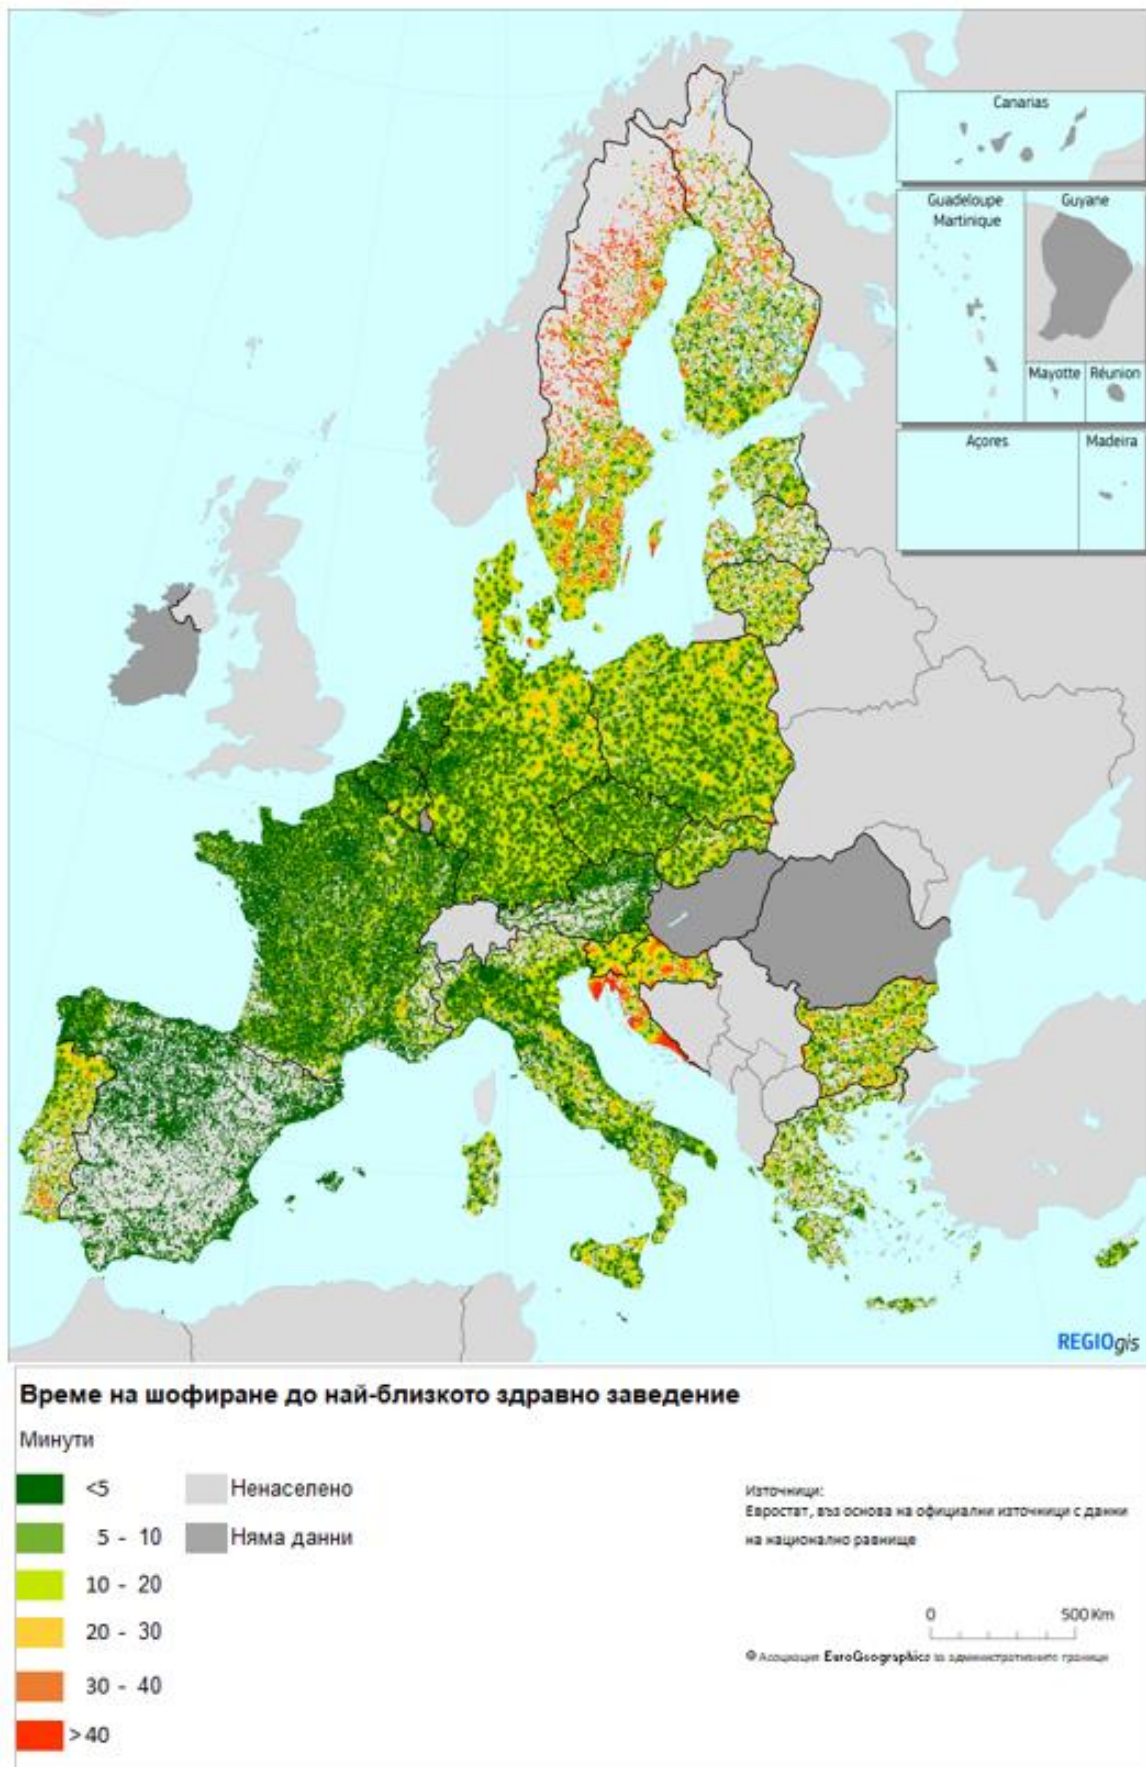 Canarias
Guadeloupe
Martinique
Guyane
Mayotte
Réunion
Açores
Madeira
REGIOgis
Време на шофиране до най-близкото здравно заведение
Минути
<5
Ненаселено
5 - 10
Няма данни
10 - 20
20 - 30
30 - 40
>40
Източници:
Евростат, въз основа на официални източници с данни
на национално равнище
0 500 Km
© Асоциация EuroGeographics за административните граници